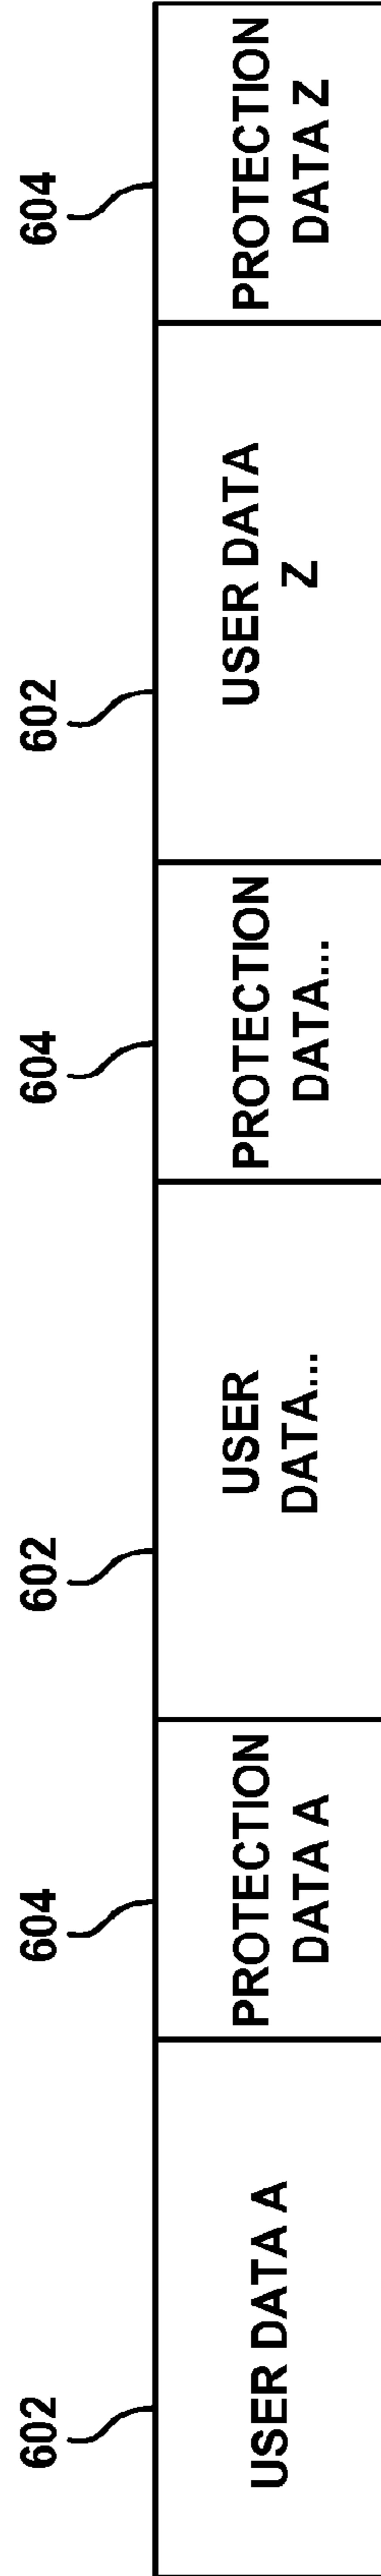 602
604
602
604
602
604
USER DATA A
PROTECTION
DATA A
USER
DATA...
PROTECTION
DATA...
USER DATA
Z
PROTECTION
DATA Z